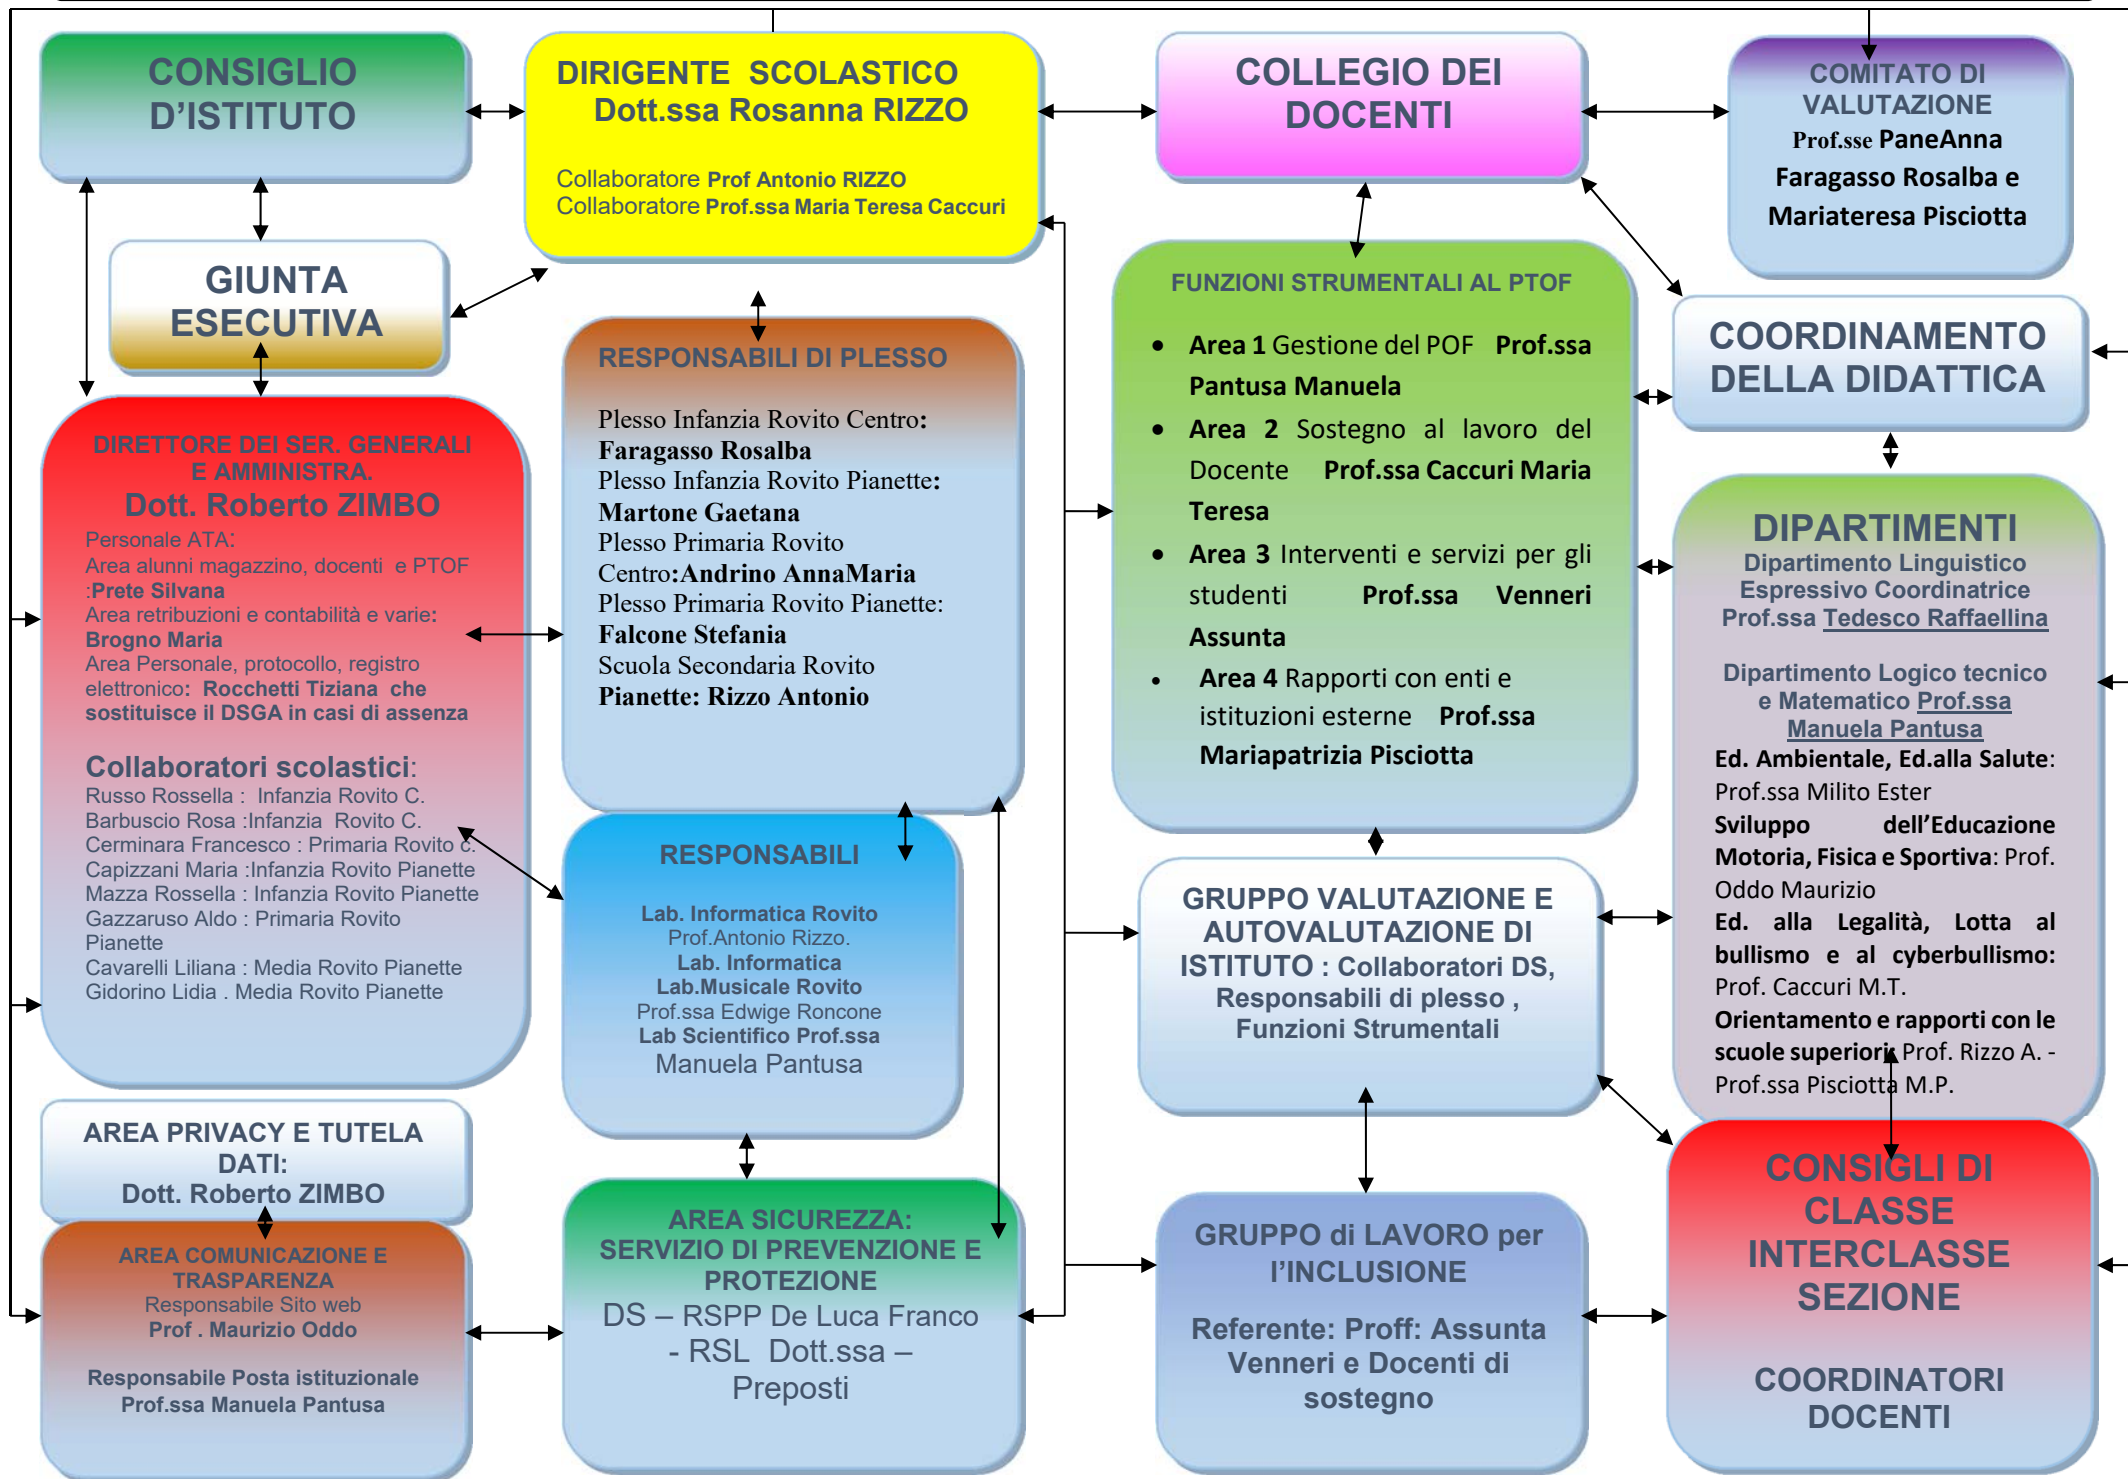 CONSIGLIO
D'ISTITUTO
DIRIGENTE SCOLASTICO
Dott.ssa Rosanna RIZZO
Collaboratore Prof Antonio RIZZO
Collaboratore Prof.ssa Maria Teresa Caccuri
COLLEGIO DEI
DOCENTI
COMITATO DI
VALUTAZIONE
Prof.sse PaneAnna
Faragasso Rosalba e
Mariateresa Pisciotta
GIUNTA
ESECUTIVA
RESPONSABILI DI PLESSO
Plesso Infanzia Rovito Centro:
Faragasso Rosalba
Plesso Infanzia Rovito Pianette:
Martone Gaetana
Plesso Primaria Rovito
Centro:Andrino AnnaMaria
Plesso Primaria Rovito Pianette:
Falcone Stefania
Scuola Secondaria Rovito
Pianette: Rizzo Antonio
FUNZIONI STRUMENTALI AL PTOF
• Area 1 Gestione del POF Prof.ssa
Pantusa Manuela
• Area 2 Sostegno al lavoro del
Docente Prof.ssa Caccuri Maria
Teresa
• Area 3 Interventi e servizi per gli
studenti Prof.ssa Venneri
Assunta
• Area 4 Rapporti con enti e
istituzioni esterne Prof.ssa
Mariapatrizia Pisciotta
COORDINAMENTO
DELLA DIDATTICA
DIRETTORE DEI SER. GENERALI
E AMMINISTRA.
Dott. Roberto ZIMBO
Personale ATA:
Area alunni magazzino, docenti e PTOF
:Prete Silvana
Area retribuzioni e contabilità e varie:
Brogno Maria
Area Personale, protocollo, registro
elettronico: Rocchetti Tiziana che
sostituisce il DSGA in casi di assenza
Collaboratori scolastici:
Russo Rossella : Infanzia Rovito C.
Barbuscio Rosa :Infanzia Rovito C.
Cerminara Francesco : Primaria Rovito c.
Capizzani Maria :Infanzia Rovito Pianette
Mazza Rossella : Infanzia Rovito Pianette
Gazzaruso Aldo : Primaria Rovito
Pianette
Cavarelli Liliana : Media Rovito Pianette
Gidorino Lidia . Media Rovito Pianette
DIPARTIMENTI
Dipartimento Linguistico
Espressivo Coordinatrice
Prof.ssa Tedesco Raffaellina
Dipartimento Logico tecnico
e Matematico Prof.ssa
Manuela Pantusa
Ed. Ambientale, Ed.alla Salute:
Prof.ssa Milito Ester
Sviluppo dell'Educazione
Motoria, Fisica e Sportiva: Prof.
Oddo Maurizio
Ed. alla Legalità, Lotta al
bullismo e al cyberbullismo:
Prof. Caccuri M.T.
Orientamento e rapporti con le
scuole superiori: Prof. Rizzo A. -
Prof.ssa Pisciotta M.P.
RESPONSABILI
Lab. Informatica Rovito
Prof.Antonio Rizzo.
Lab. Informatica
Lab.Musicale Rovito
Prof.ssa Edwige Roncone
Lab Scientifico Prof.ssa
Manuela Pantusa
GRUPPO VALUTAZIONE E
AUTOVALUTAZIONE DI
ISTITUTO : Collaboratori DS,
Responsabili di plesso ,
Funzioni Strumentali
AREA PRIVACY E TUTELA
DATI:
Dott. Roberto ZIMBO
AREA COMUNICAZIONE E
TRASPARENZA
Responsabile Sito web
Prof . Maurizio Oddo
Responsabile Posta istituzionale
Prof.ssa Manuela Pantusa
AREA SICUREZZA:
SERVIZIO DI PREVENZIONE E
PROTEZIONE
DS – RSPP De Luca Franco
- RSL Dott.ssa –
Preposti
GRUPPO di LAVORO per
l'INCLUSIONE
Referente: Proff: Assunta
Venneri e Docenti di
sostegno
CONSIGLI DI
CLASSE
INTERCLASSE
SEZIONE
COORDINATORI
DOCENTI